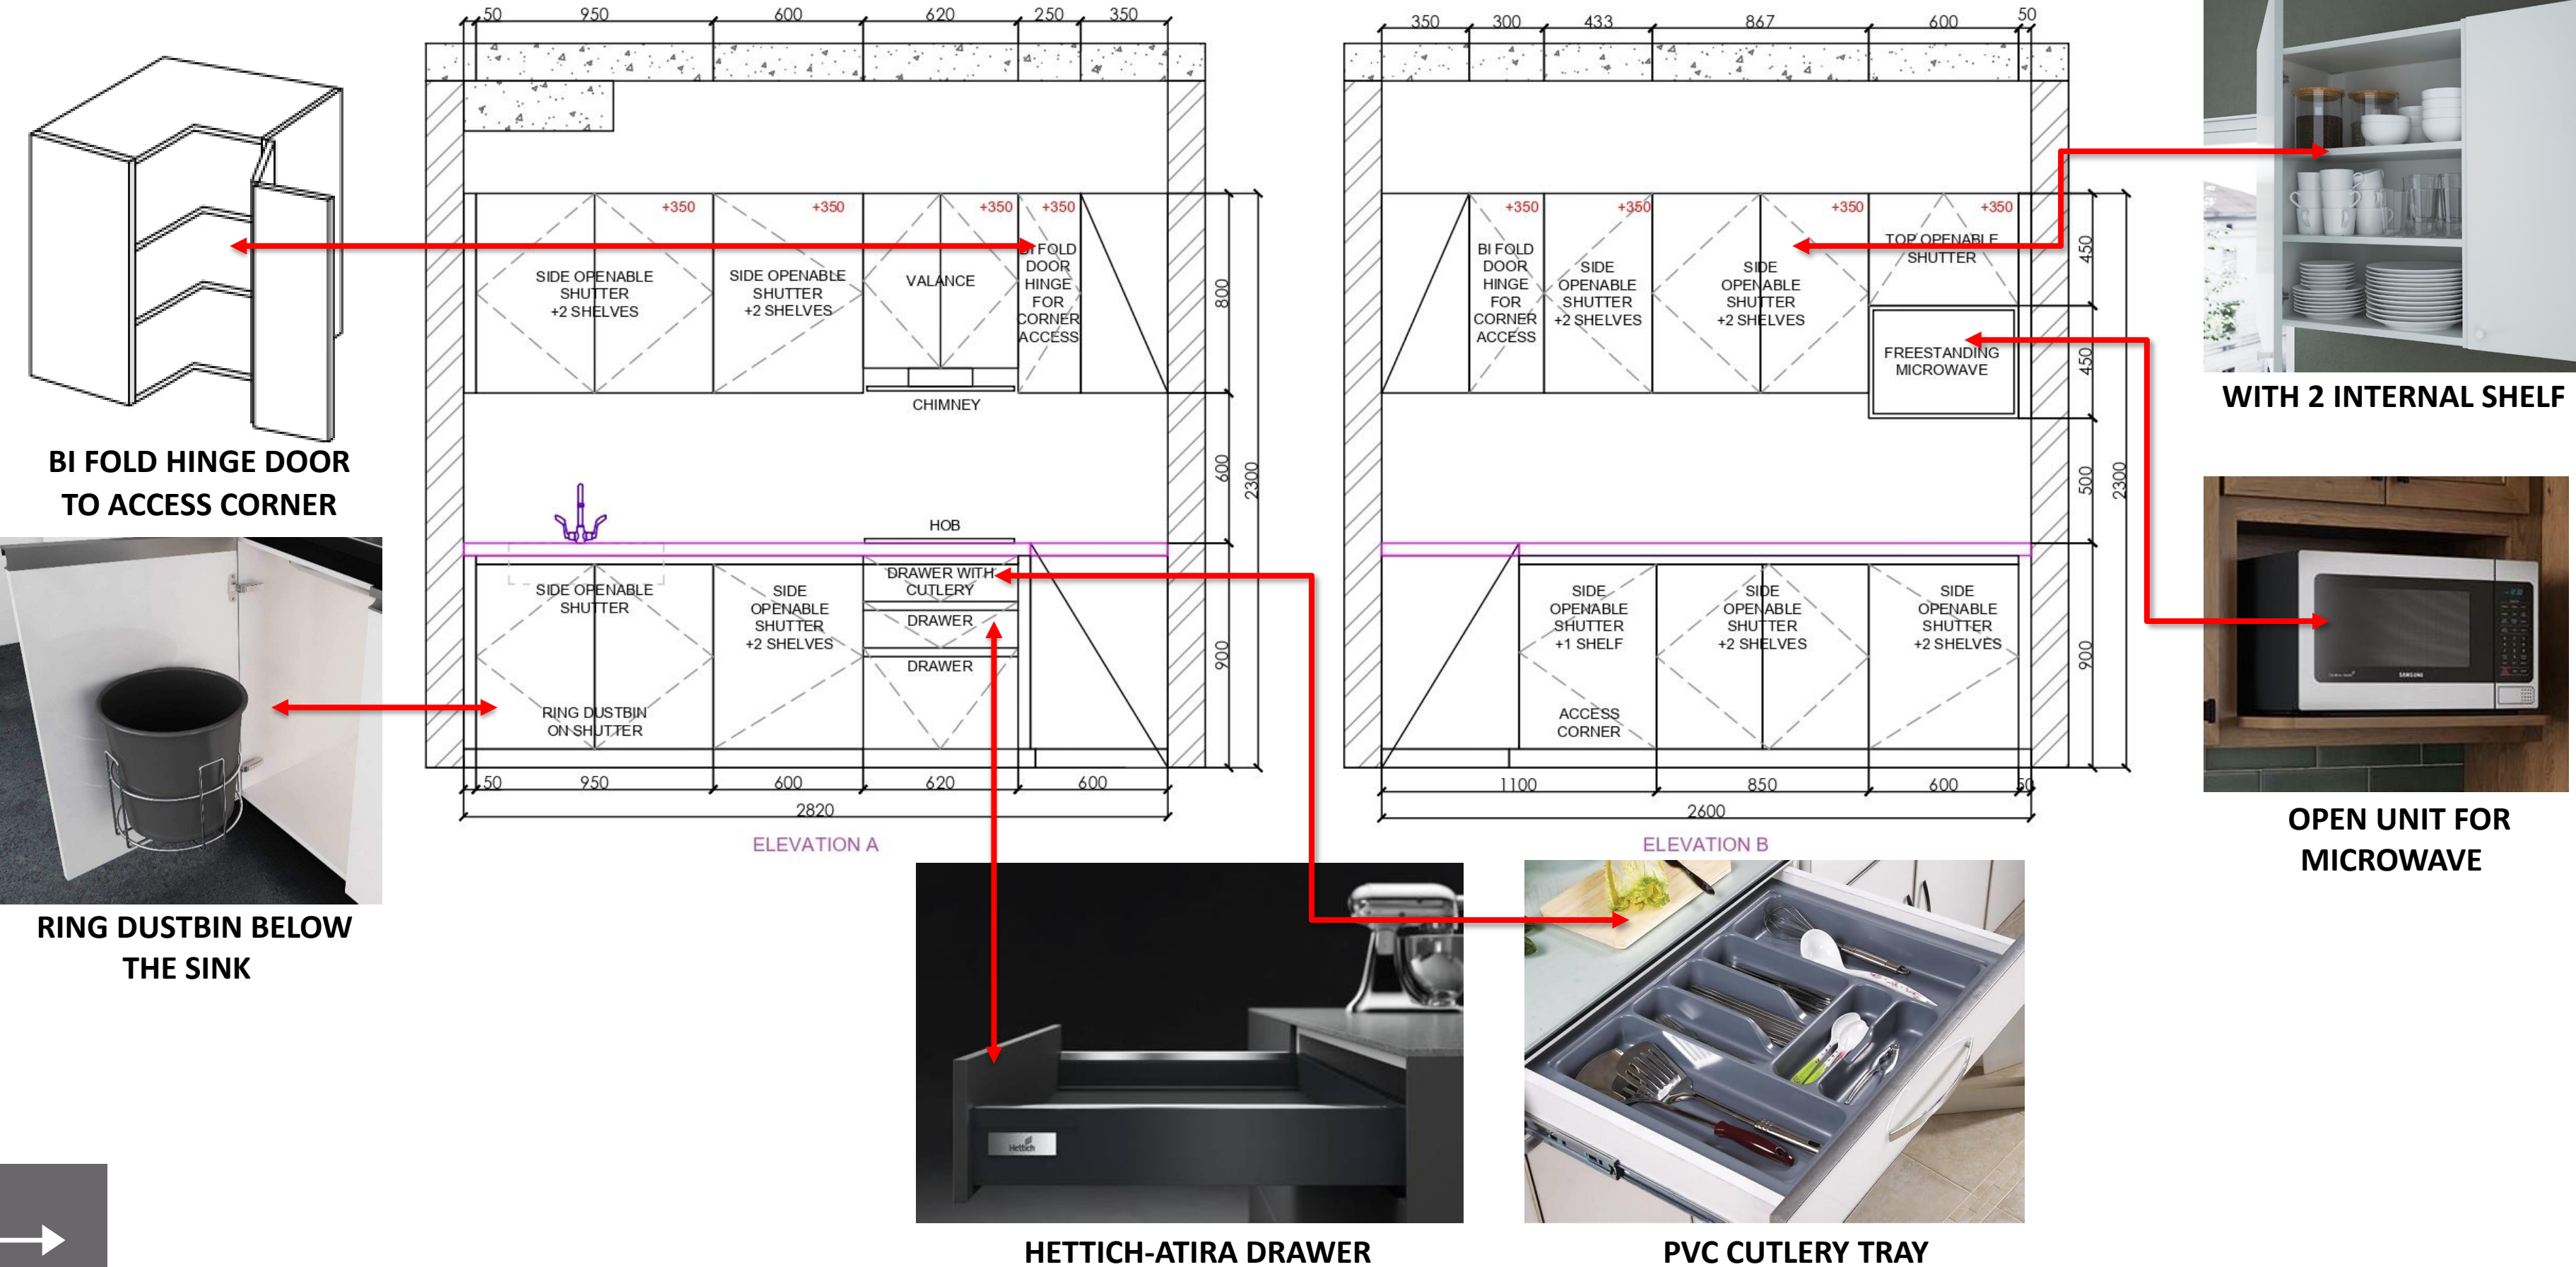 50 950 600 620 250 350
+350 +350 +350 +350
SIDE OPENABLE
SHUTTER
+2 SHELVES
SIDE OPENABLE
SHUTTER
+2 SHELVES
VALANCE
BI FOLD
DOOR
HINGE
FOR
CORNER
ACCESS
CHIMNEY
800
600
2300
900
HOB
SIDE OPENABLE
SHUTTER
RING DUSTBIN
ON SHUTTER
SIDE
OPENABLE
SHUTTER
+2 SHELVES
DRAWER WITH
CUTLERY
DRAWER
DRAWER
50 950 600 620 600
2820
ELEVATION A
350 300 433 867 600 50
+350 +350 +350 +350
BI FOLD
DOOR
HINGE
FOR
CORNER
ACCESS
SIDE
OPENABLE
SHUTTER
+2 SHELVES
SIDE
OPENABLE
SHUTTER
+2 SHELVES
TOP OPENABLE
SHUTTER
FREESTANDING
MICROWAVE
450
450
500
2300
900
SIDE
OPENABLE
SHUTTER
+1 SHELF
ACCESS
CORNER
SIDE
OPENABLE
SHUTTER
+2 SHELVES
SIDE
OPENABLE
SHUTTER
+2 SHELVES
1100 850 600 50
2600
ELEVATION B
BI FOLD HINGE DOOR
TO ACCESS CORNER
RING DUSTBIN BELOW
THE SINK
WITH 2 INTERNAL SHELF
SAMSUNG
OPEN UNIT FOR
MICROWAVE
Hettich
HETTICH-ATIRA DRAWER
PVC CUTLERY TRAY